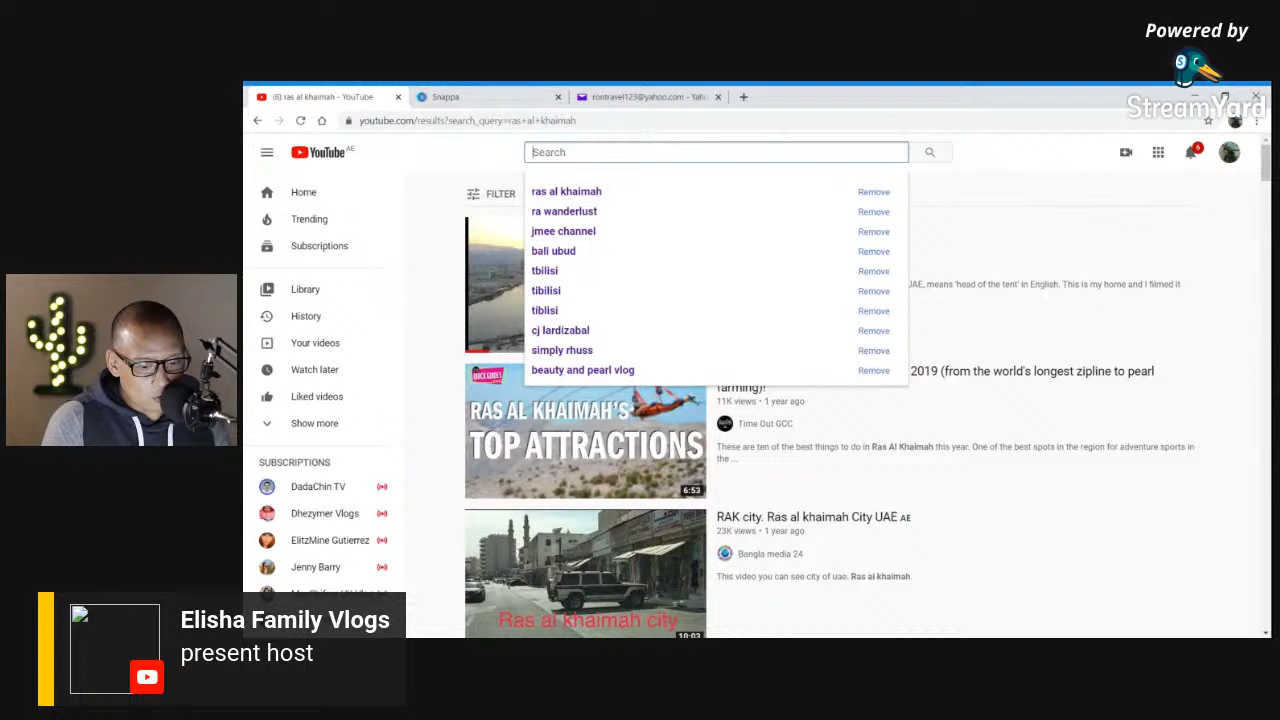 Powered by
StreamYard
(6) ras al khaimah - YouTube
Snappa
rontravel123@yahoo.com - Yah
youtube.com/results?search_query=ras+al+khaimah
YouTube AE
Search
6
FILTER
ras al khaimah Remove
ra wanderlust Remove
jmee channel Remove
bali ubud Remove
tbilisi Remove
tibilisi Remove
tiblisi Remove
cj lardizabal Remove
simply rhuss Remove
beauty and pearl vlog Remove
Home
Trending
Subscriptions
Library
History
Your videos
Watch later
Liked videos
Show more
SUBSCRIPTIONS
DadaChin TV
Dhezymer Vlogs
ElitzMine Gutierrez
Jenny Barry
UAE, means 'head of the tent' in English. This is my home and I filmed it
QUICK GUIDES
RAS AL KHAIMAH'S
TOP ATTRACTIONS
6:53
2019 (from the world's longest zipline to pearl
farming)!
11K views • 1 year ago
Time Out GCC
These are ten of the best things to do in Ras Al Khaimah this year. One of the best spots in the region for adventure sports in
the ...
Ras al khaimah city
10:03
RAK city. Ras al khaimah City UAE AE
23K views • 1 year ago
Bangla media 24
This video you can see city of uae. Ras al khaimah.
Elisha Family Vlogs
present host